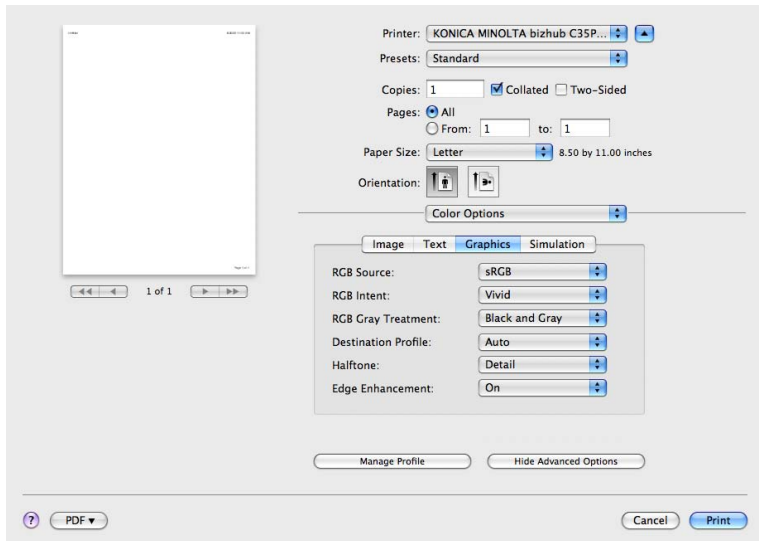 Printer: KONICA MINOLTA bizhub C35P...
Presets: Standard
Copies: 1 Collated Two-Sided
Pages: All
From: 1 to: 1
Paper Size: Letter 8.50 by 11.00 inches
Orientation:
Color Options
Image Text Graphics Simulation
RGB Source: sRGB
RGB Intent: Vivid
RGB Gray Treatment: Black and Gray
Destination Profile: Auto
Halftone: Detail
Edge Enhancement: On
1 of 1
Manage Profile Hide Advanced Options
? PDF Cancel Print